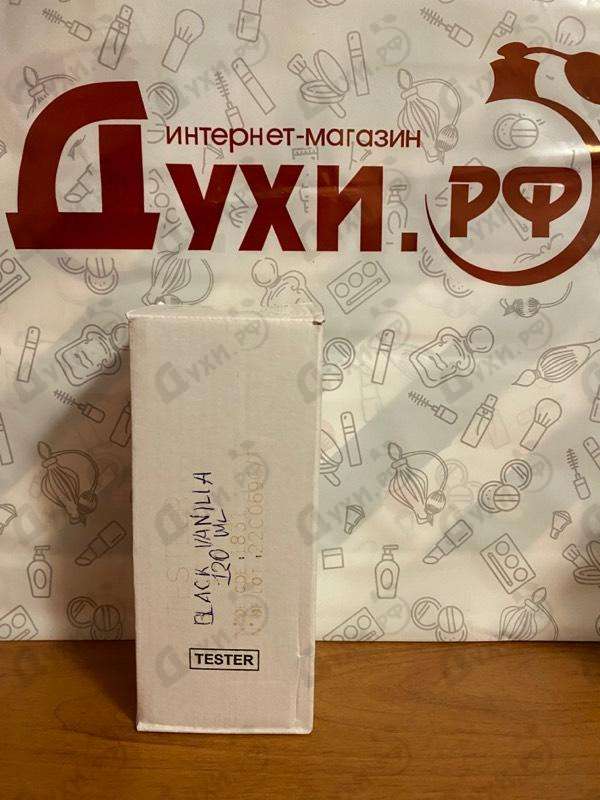 интернет-магазин
Духи.рф
BLACK VANILLA
120 ML
TESTER